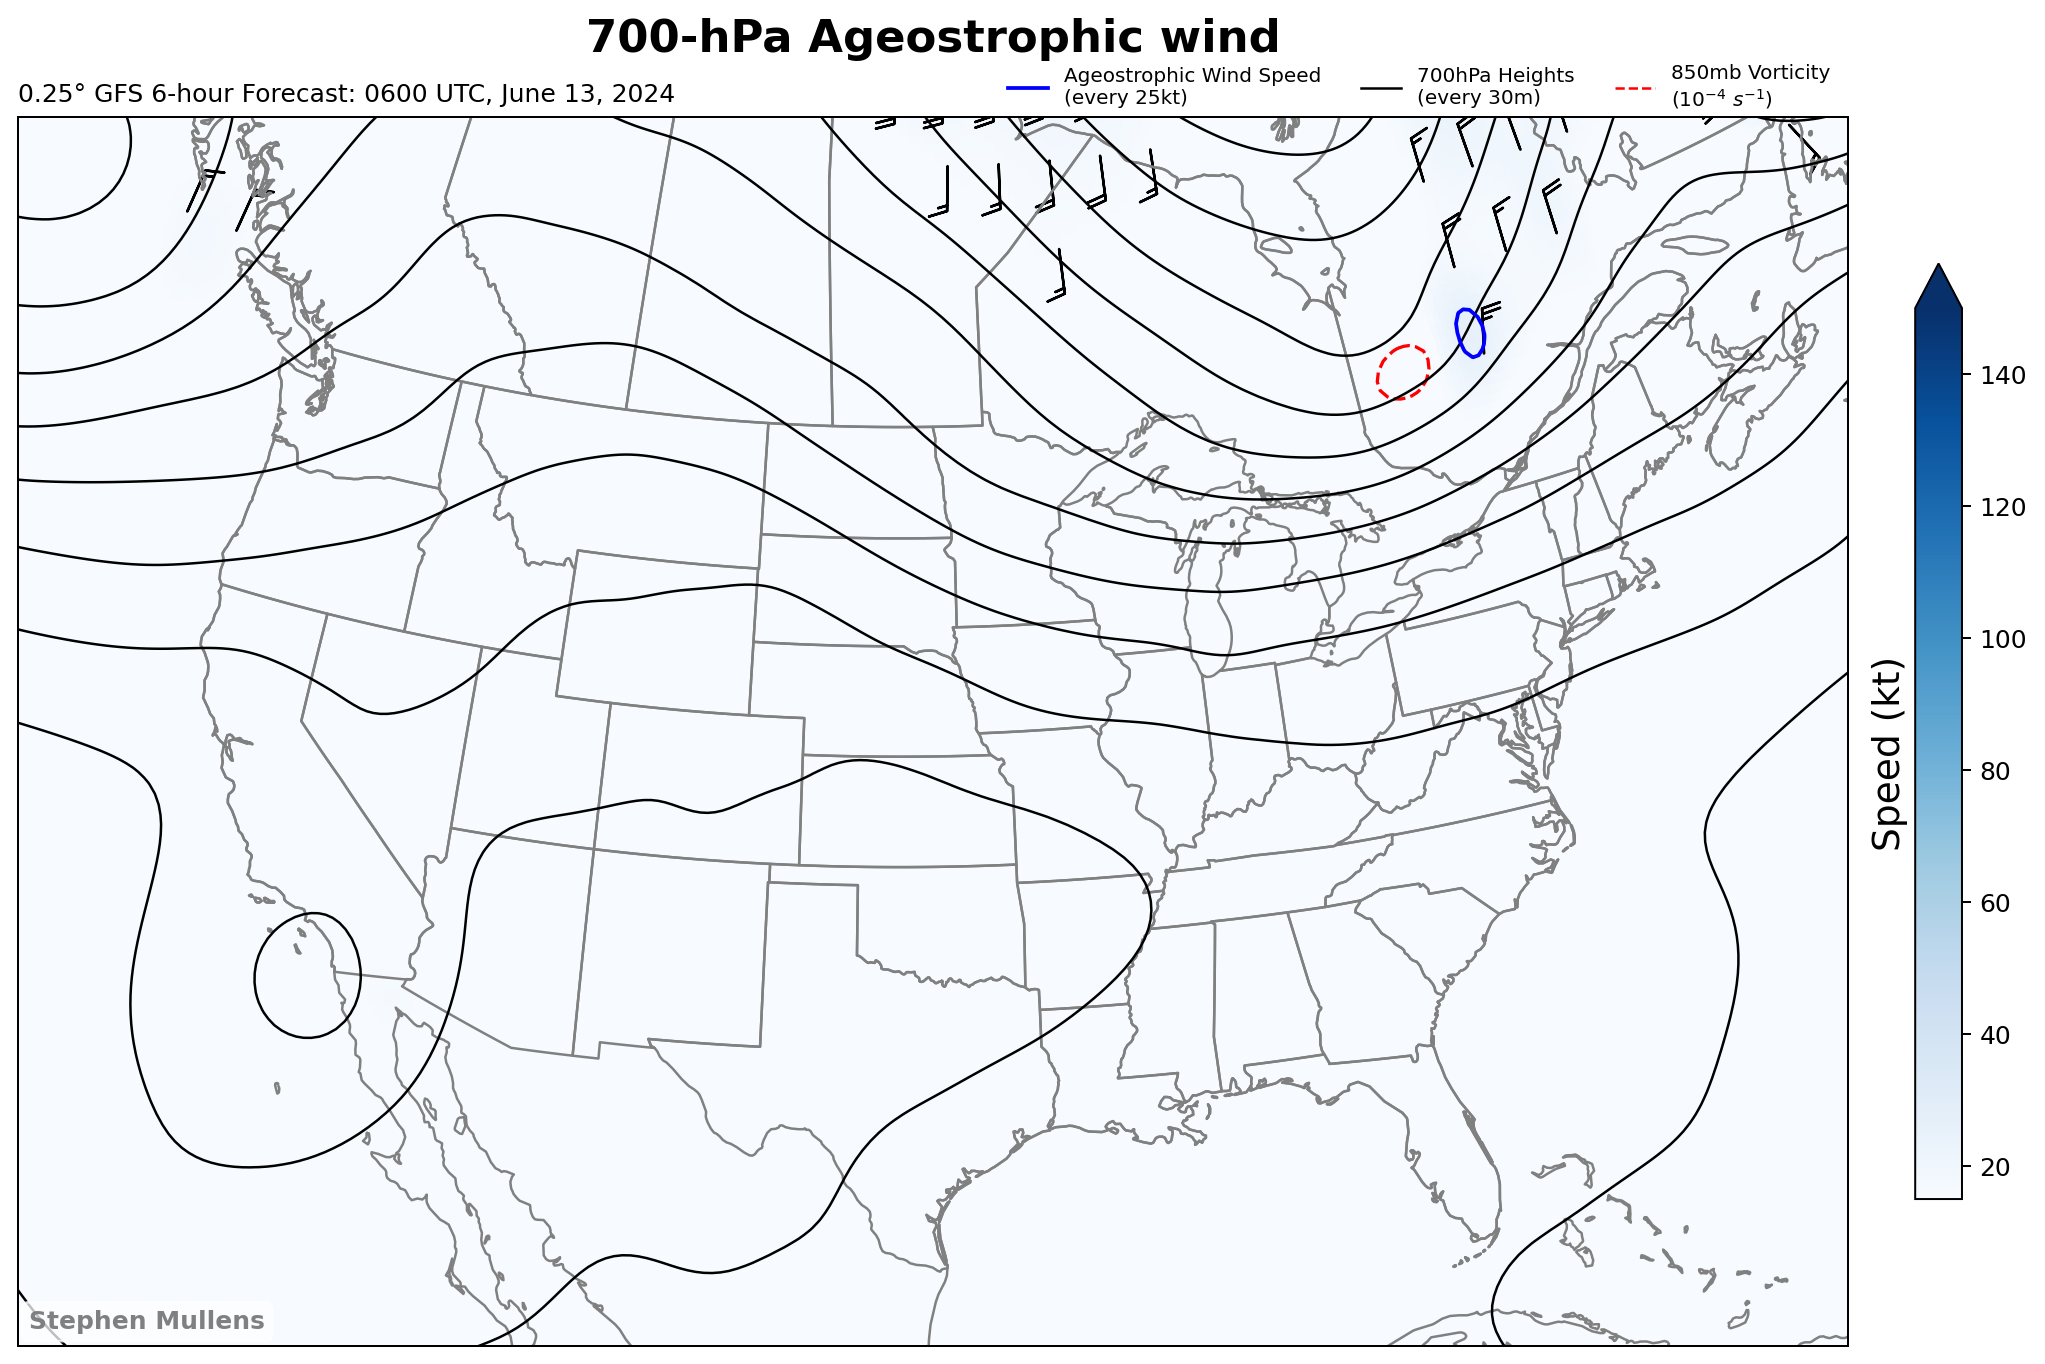 700-hPa Ageostrophic wind
0.25° GFS 6-hour Forecast: 0600 UTC, June 13, 2024
Ageostrophic Wind Speed
(every 25kt)
700hPa Heights
(every 30m)
850mb Vorticity
(10⁻⁴ s⁻¹)
140
120
100
80
60
40
20
Speed (kt)
Stephen Mullens